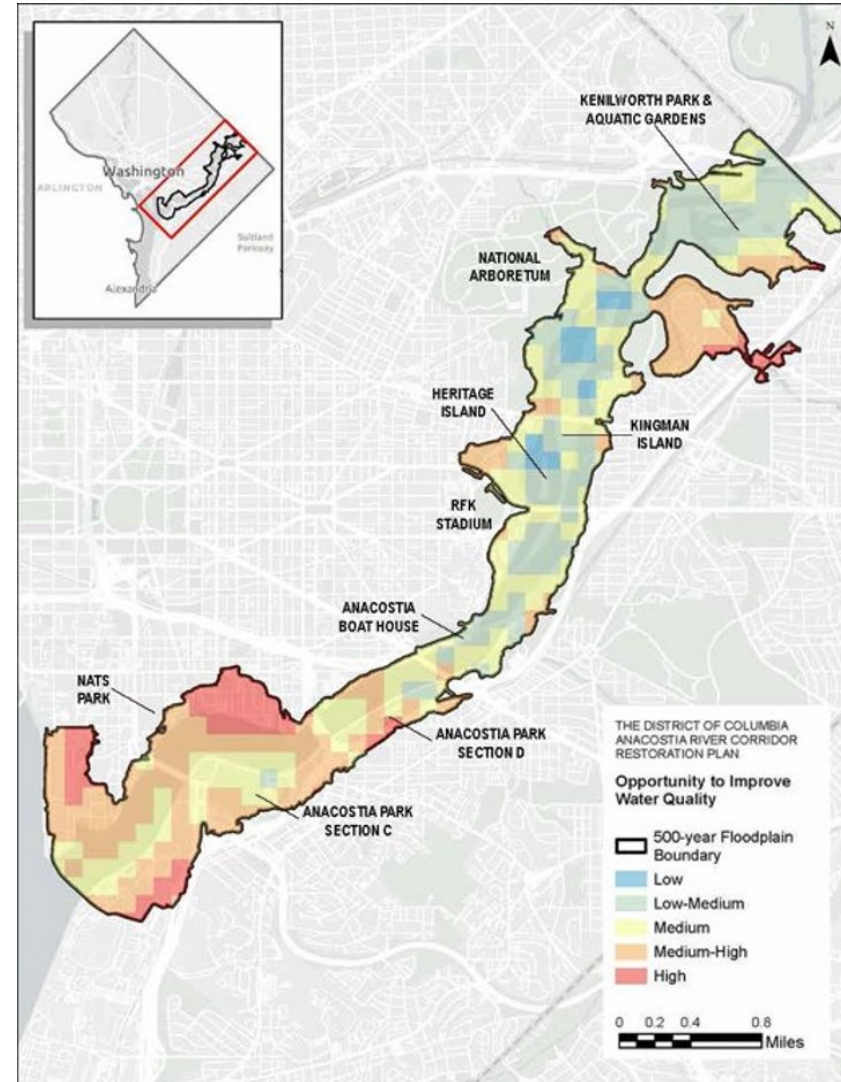 N
Washington
ARLINGTON
Suitland
Parkway
Alexandria
KENILWORTH PARK &
AQUATIC GARDENS
NATIONAL
ARBORETUM
HERITAGE
ISLAND
KINGMAN
ISLAND
RFK
STADIUM
ANACOSTIA
BOAT HOUSE
NATS
PARK
ANACOSTIA PARK
SECTION D
ANACOSTIA PARK
SECTION C
THE DISTRICT OF COLUMBIA
ANACOSTIA RIVER CORRIDOR
RESTORATION PLAN
Opportunity to Improve
Water Quality
500-year Floodplain
Boundary
Low
Low-Medium
Medium
Medium-High
High
0 0.2 0.4 0.8
Miles